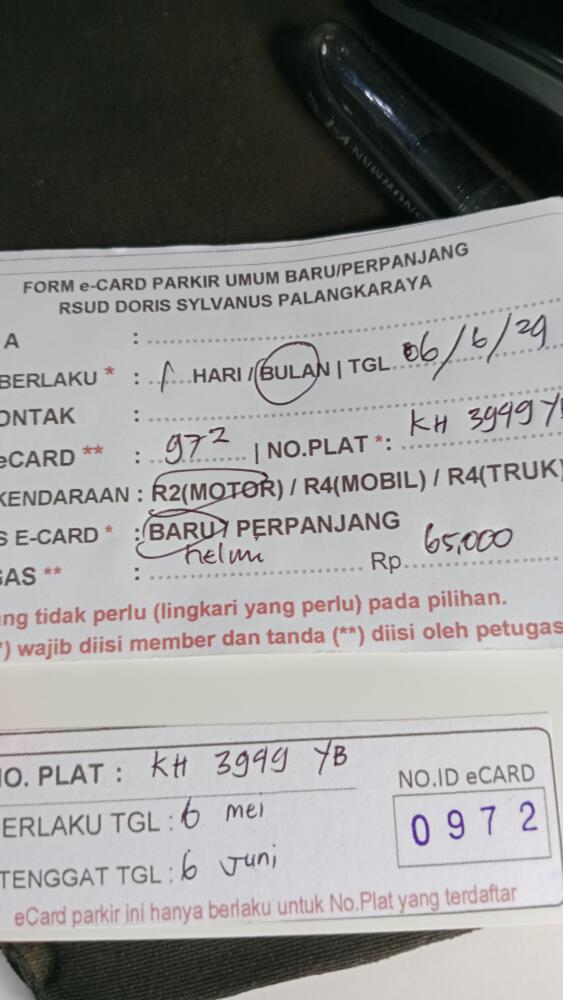 FORM e-CARD PARKIR UMUM BARU/PERPANJANG
RSUD DORIS SYLVANUS PALANGKARAYA
A :
BERLAKU * : 1 HARI / BULAN | TGL 06/6/29
ONTAK :
eCARD ** : 972 | NO.PLAT *: KH 3949 Y
KENDARAAN : R2(MOTOR) / R4(MOBIL) / R4(TRUK)
S E-CARD * : BARU / PERPANJANG
GAS ** : helmi Rp. 65,000
ng tidak perlu (lingkari yang perlu) pada pilihan.
*) wajib diisi member dan tanda (**) diisi oleh petugas
NO. PLAT : KH 3949 YB
NO.ID eCARD
ERLAKU TGL : 6 mei
0972
TENGGAT TGL : 6 Juni
eCard parkir ini hanya berlaku untuk No.Plat yang terdaftar